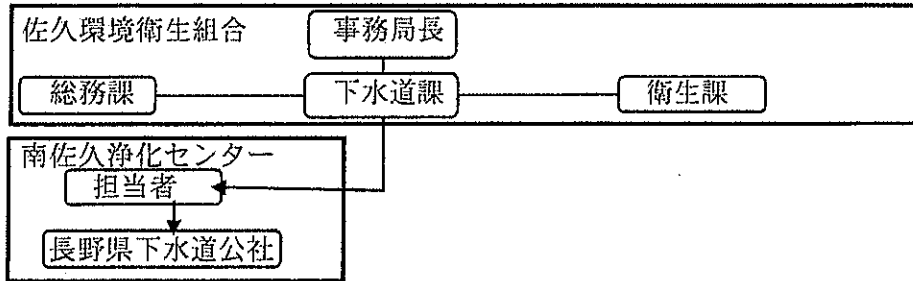 佐久環境衛生組合
事務局長
総務課
下水道課
衛生課
南佐久浄化センター
担当者
長野県下水道公社